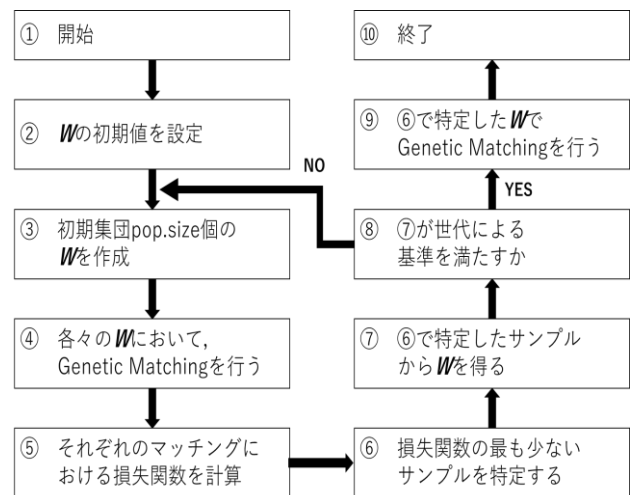 ① 開始
② Wの初期値を設定
③ 初期集団pop.size個の
Wを作成
④ 各々のWにおいて,
Genetic Matchingを行う
⑤ それぞれのマッチングに
おける損失関数を計算
⑥ 損失関数の最も少ない
サンプルを特定する
⑦ ⑥で特定したサンプル
からWを得る
⑧ ⑦が世代による
基準を満たすか
NO
YES
⑨ ⑥で特定したWで
Genetic Matchingを行う
⑩ 終了